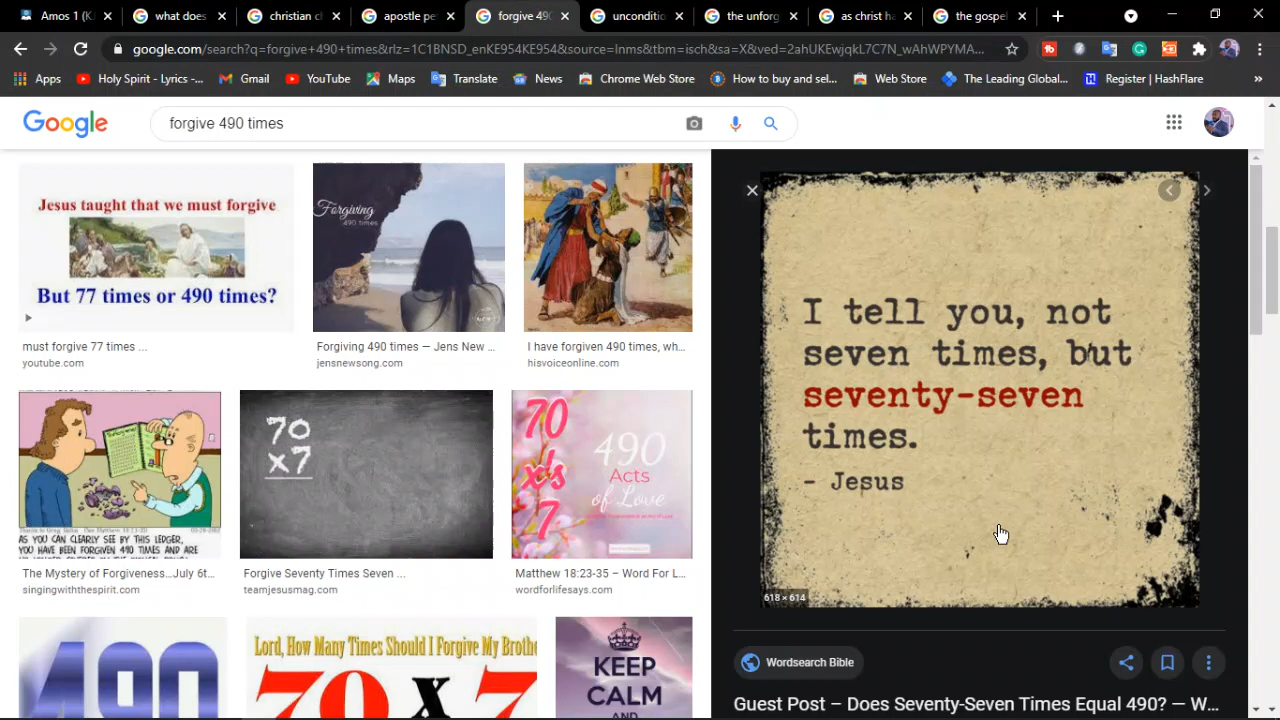 Amos 1 (K
what does
christian cl
apostle pe
forgive 490
uncondition
the unforg
as christ ha
the gospel
google.com/search?q=forgive+490+times&rlz=1C1BNSD_enKE954KE954&source=lnms&tbm=isch&sa=X&ved=2ahUKEwjqkL7C7N_wAhWPYMA...
Apps
Holy Spirit - Lyrics -...
Gmail
YouTube
Maps
Translate
News
Chrome Web Store
How to buy and sel...
Web Store
The Leading Global...
Register | HashFlare
Google
forgive 490 times
Jesus taught that we must forgive
But 77 times or 490 times?
must forgive 77 times ...
youtube.com
Forgiving
490 times
Forgiving 490 times — Jens New ...
jensnewsong.com
I have forgiven 490 times, wh...
hisvoiceonline.com
AS YOU CAN CLEARLY SEE BY THIS LEDGER,
YOU HAVE BEEN FORGIVEN 490 TIMES AND ARE
The Mystery of Forgiveness...July 6t...
singingwiththespirit.com
70
x7
Forgive Seventy Times Seven ...
teamjesusmag.com
70
x's
7
490
Acts
of Love
Matthew 18:23-35 – Word For L...
wordforlifesays.com
490
Lord, How Many Times Should I Forgive My Brothe
70 x 7
KEEP
CALM
AND
I tell you, not
seven times, but
seventy-seven
times.
- Jesus
618 × 614
Wordsearch Bible
Guest Post – Does Seventy-Seven Times Equal 490? — W...